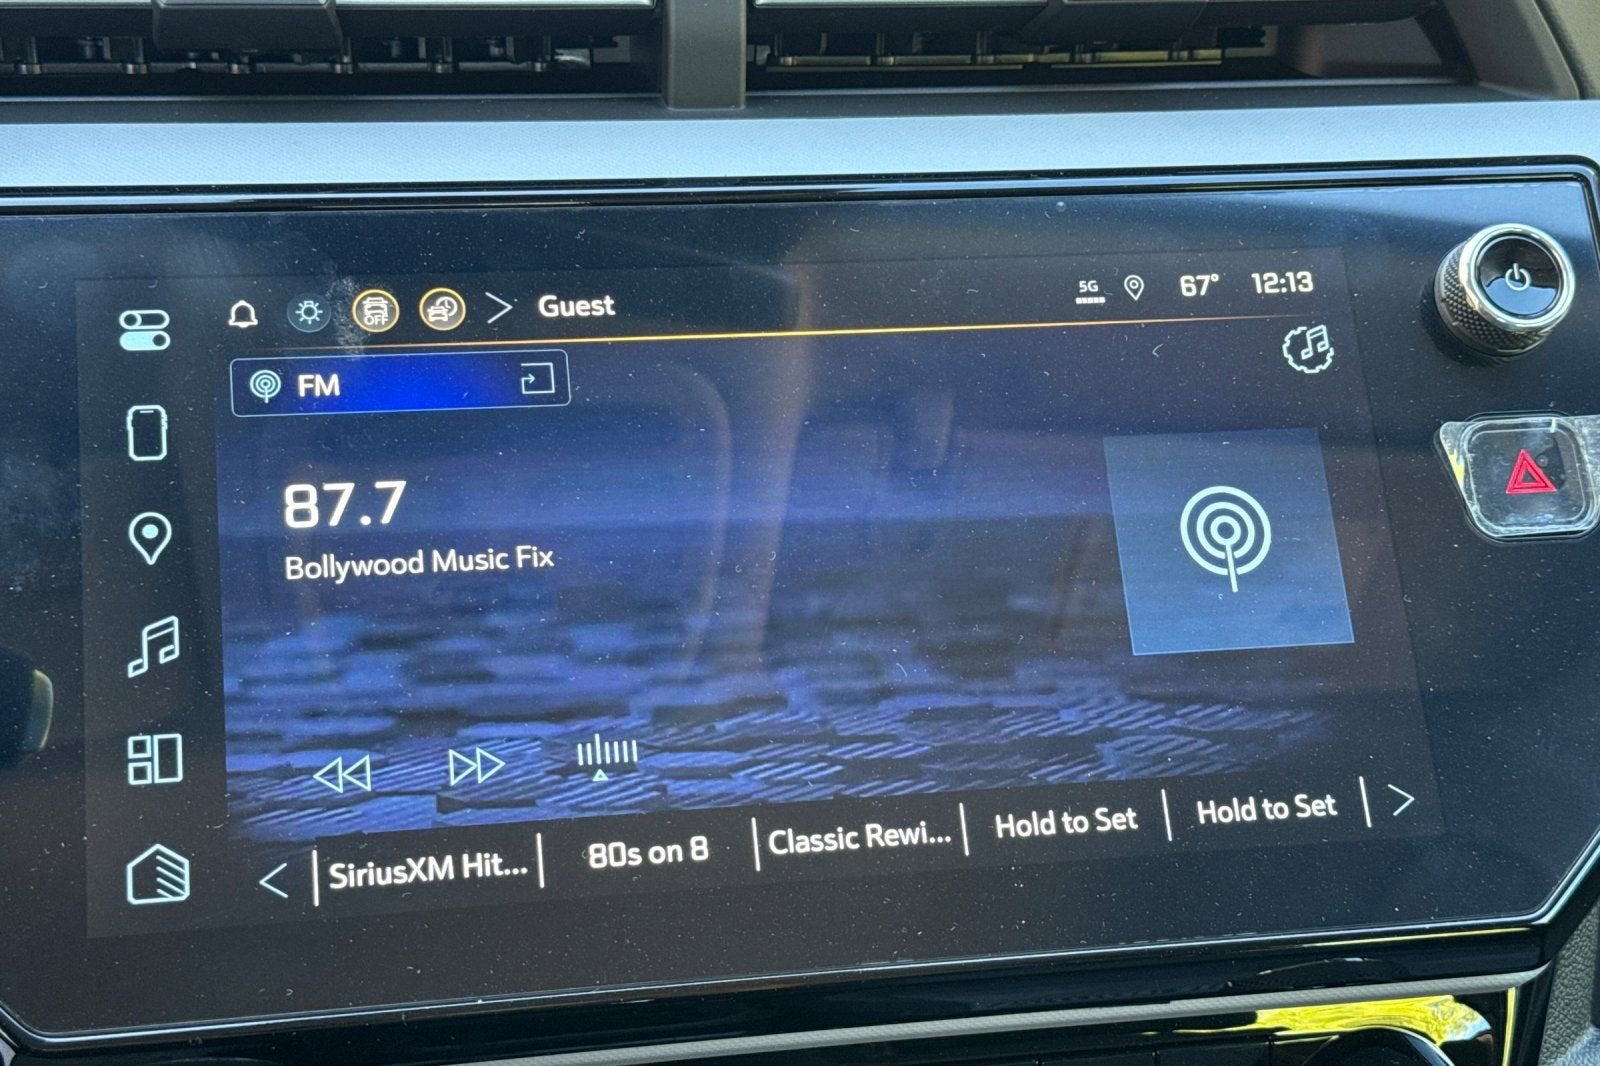 OFF
Guest
5G
67°
12:13
FM
87.7
Bollywood Music Fix
SiriusXM Hit...
80s on 8
Classic Rewi...
Hold to Set
Hold to Set